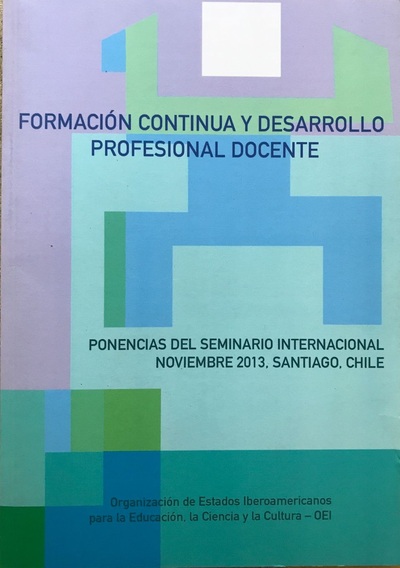 FORMACIÓN CONTINUA Y DESARROLLO
PROFESIONAL DOCENTE
PONENCIAS DEL SEMINARIO INTERNACIONAL
NOVIEMBRE 2013, SANTIAGO, CHILE
Organización de Estados Iberoamericanos
para la Educación, la Ciencia y la Cultura – OEI